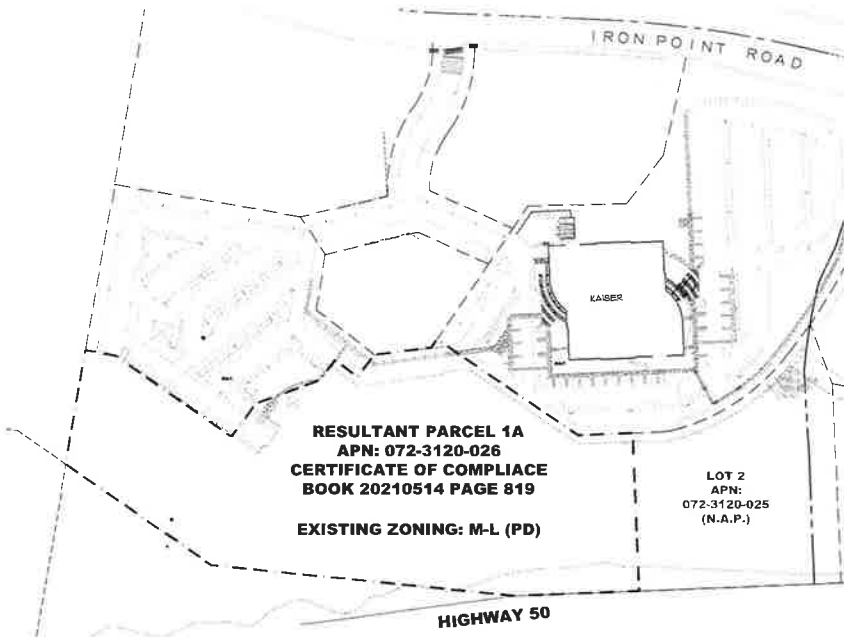 IRON POINT ROAD
KAISER
RESULTANT PARCEL 1A
APN: 072-3120-026
CERTIFICATE OF COMPLIACE
BOOK 20210514 PAGE 819
EXISTING ZONING: M-L (PD)
LOT 2
APN:
072-3120-025
(N.A.P.)
HIGHWAY 50